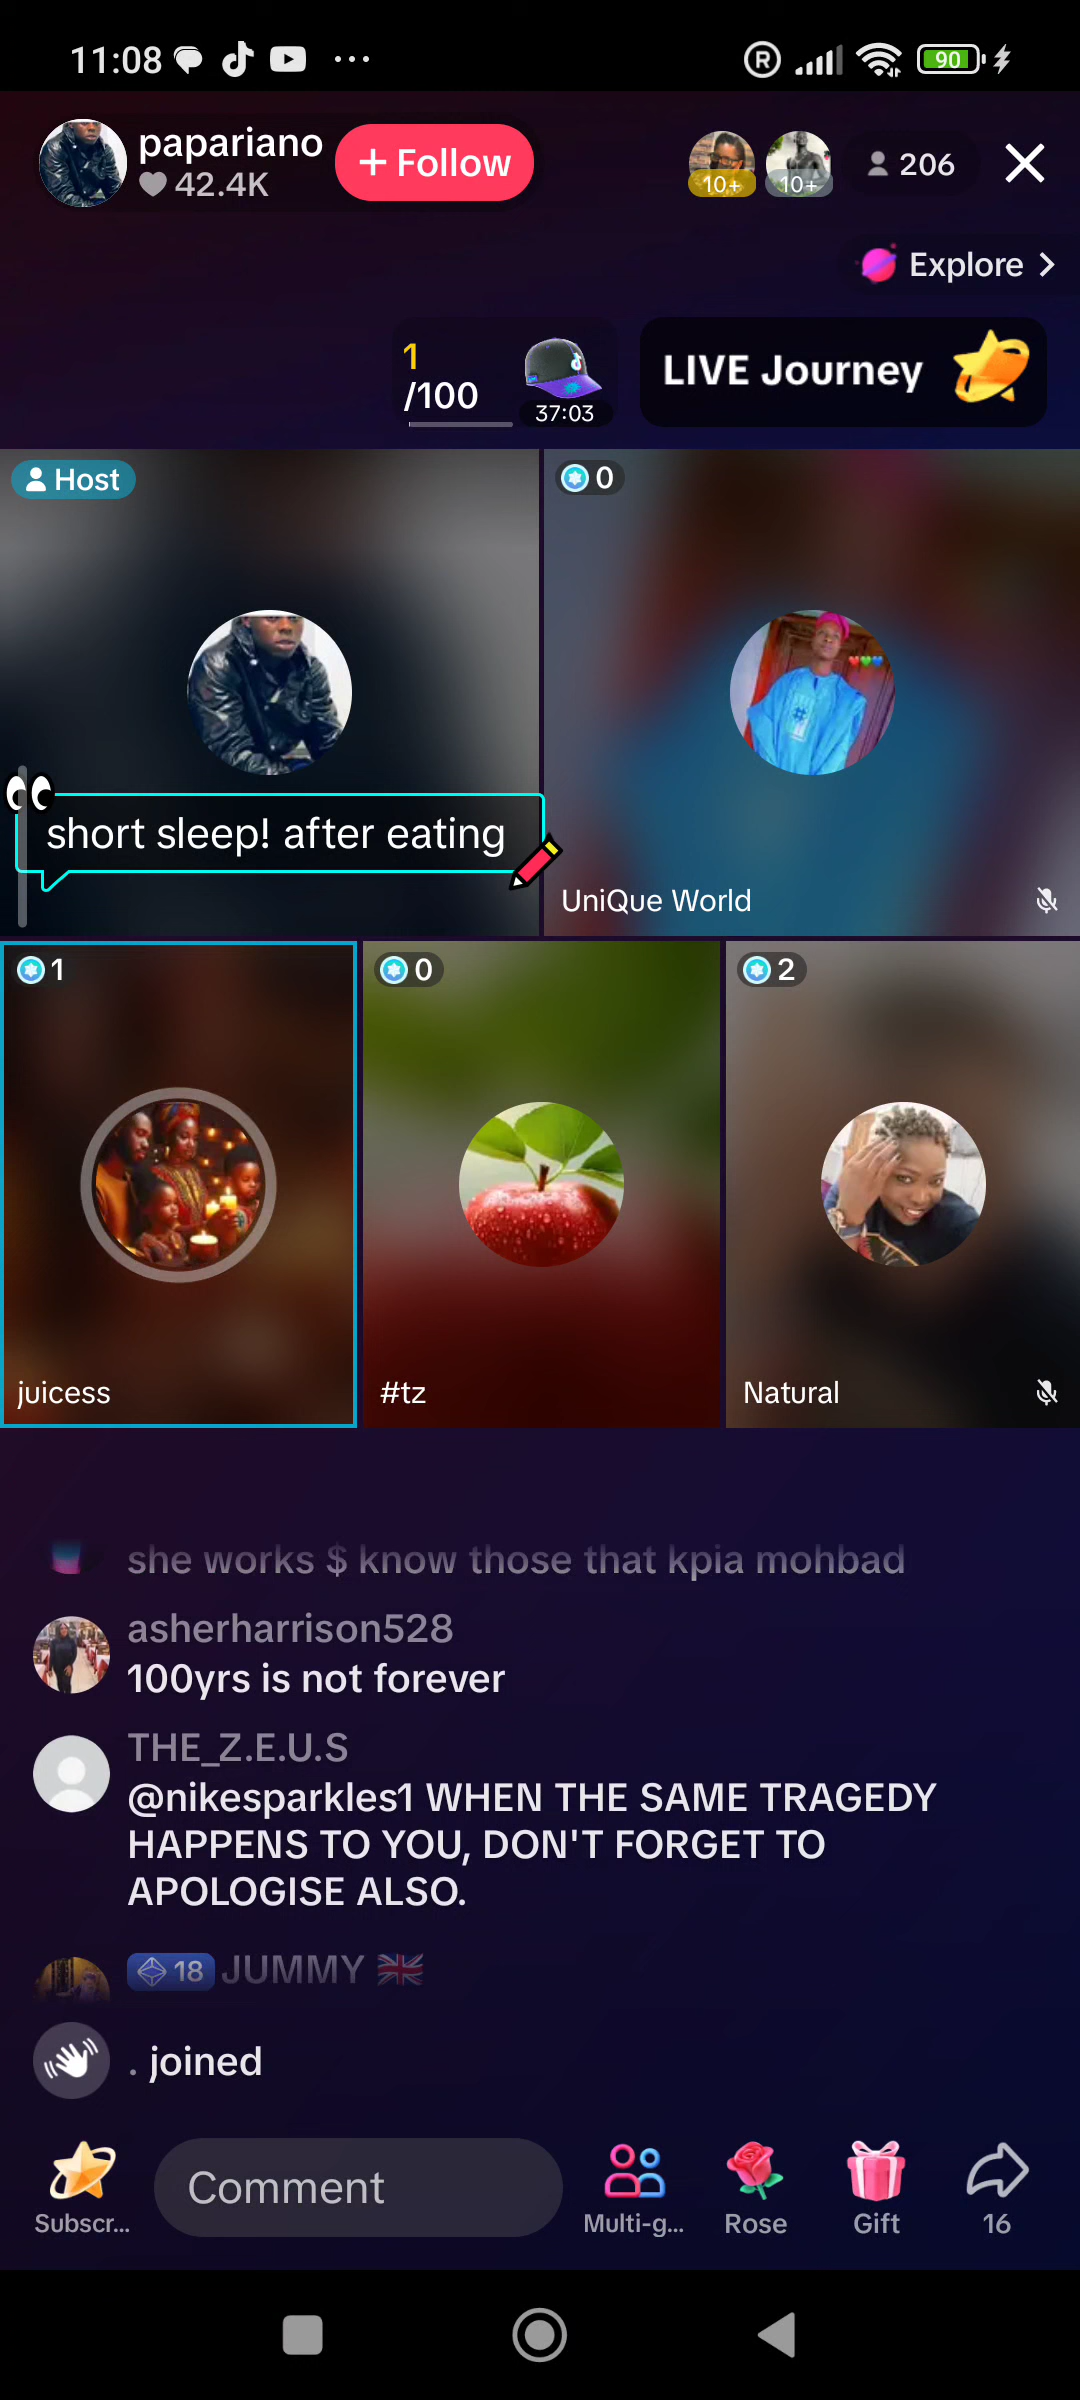 11:08
90
papariano
42.4K
+ Follow
10+
10+
206
Explore
1
/100
37:03
LIVE Journey
Host
0
short sleep! after eating
UniQue World
1
0
2
juicess
#tz
Natural
she works $ know those that kpia mohbad
asherharrison528
100yrs is not forever
THE_Z.E.U.S
@nikesparkles1 WHEN THE SAME TRAGEDY
HAPPENS TO YOU, DON'T FORGET TO
APOLOGISE ALSO.
18 JUMMY
. joined
Subscr...
Comment
Multi-g...
Rose
Gift
16